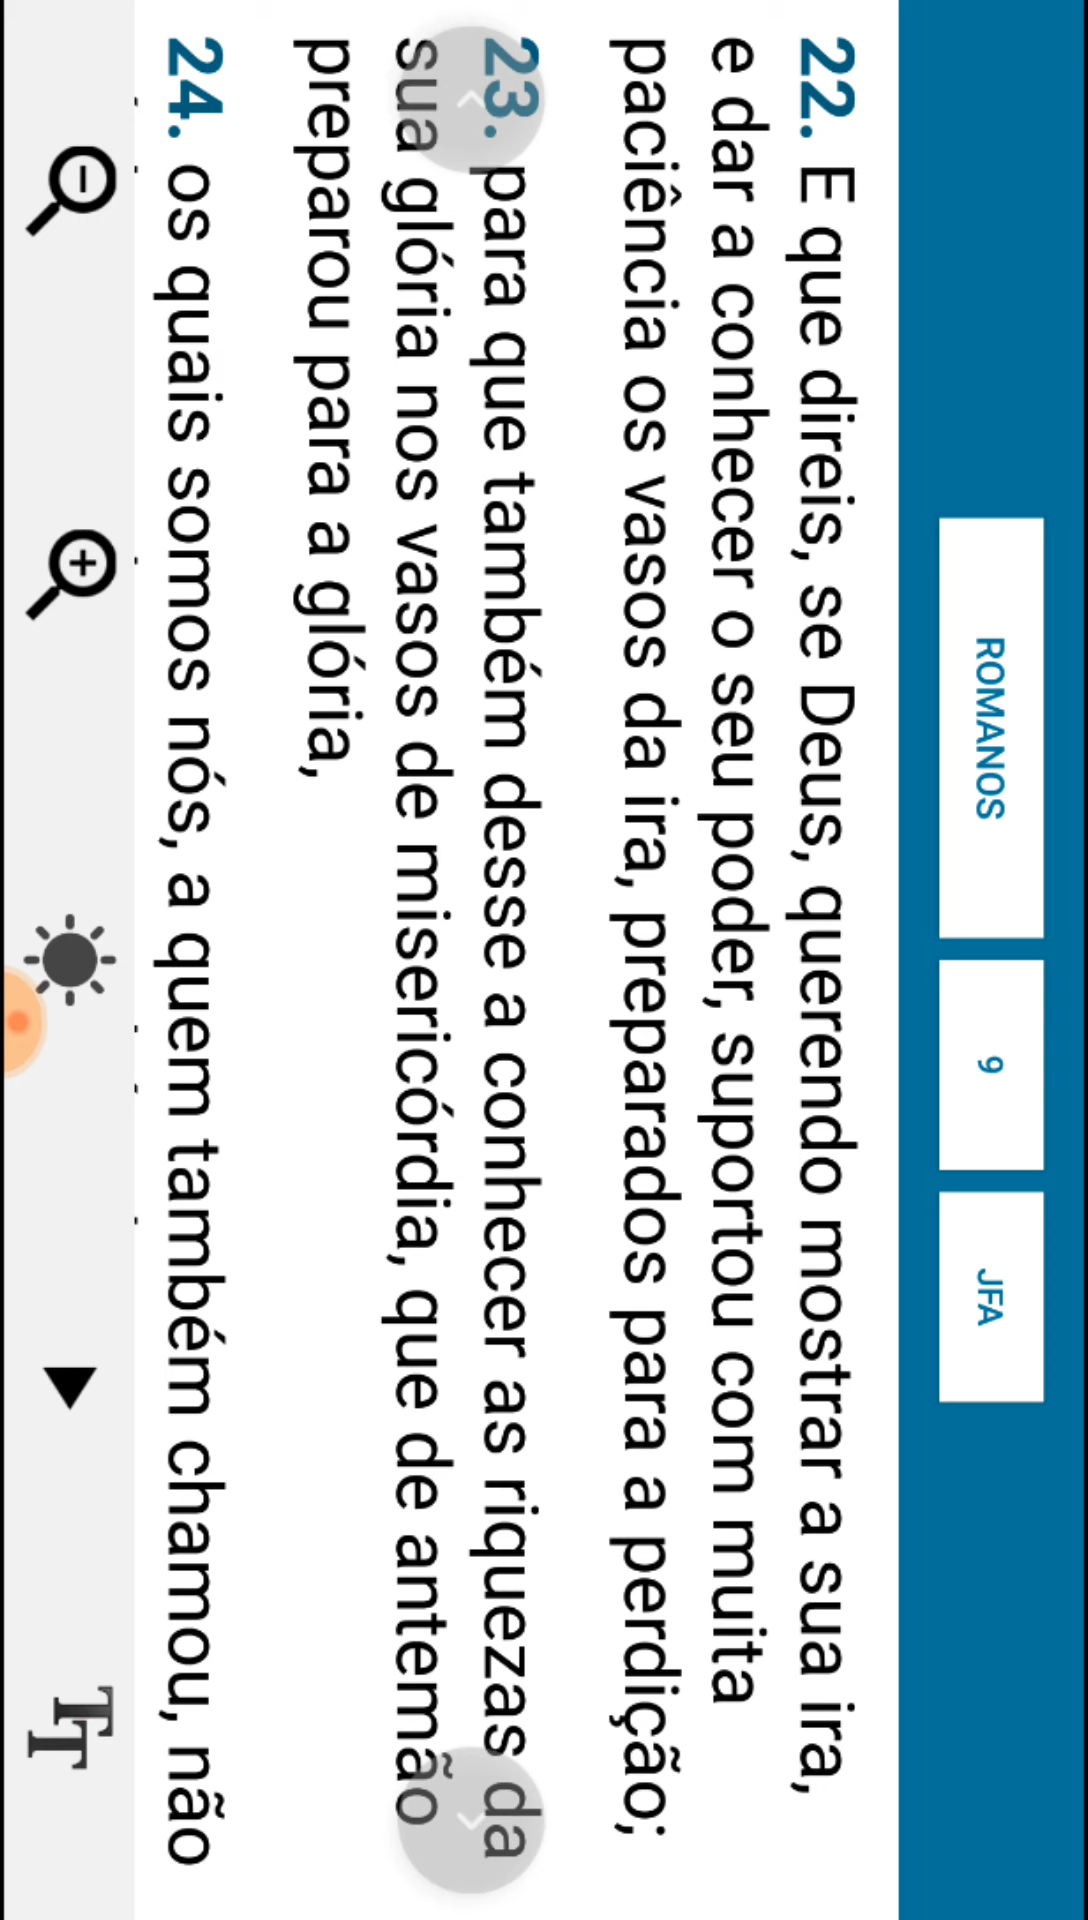 ROMANOS
9
JFA
22. E que direis, se Deus, querendo mostrar a sua ira,
e dar a conhecer o seu poder, suportou com muita
paciência os vasos da ira, preparados para a perdição;
23. para que também desse a conhecer as riquezas da
sua glória nos vasos de misericórdia, que de antemão
preparou para a glória,
24. os quais somos nós, a quem também chamou, não
TT